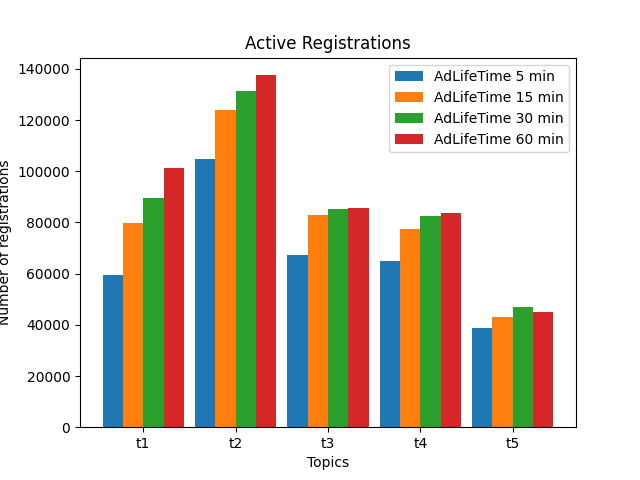 Active Registrations
AdLifeTime 5 min
AdLifeTime 15 min
AdLifeTime 30 min
AdLifeTime 60 min
Number of registrations
140000
120000
100000
80000
60000
40000
20000
0
t1 t2 t3 t4 t5
Topics